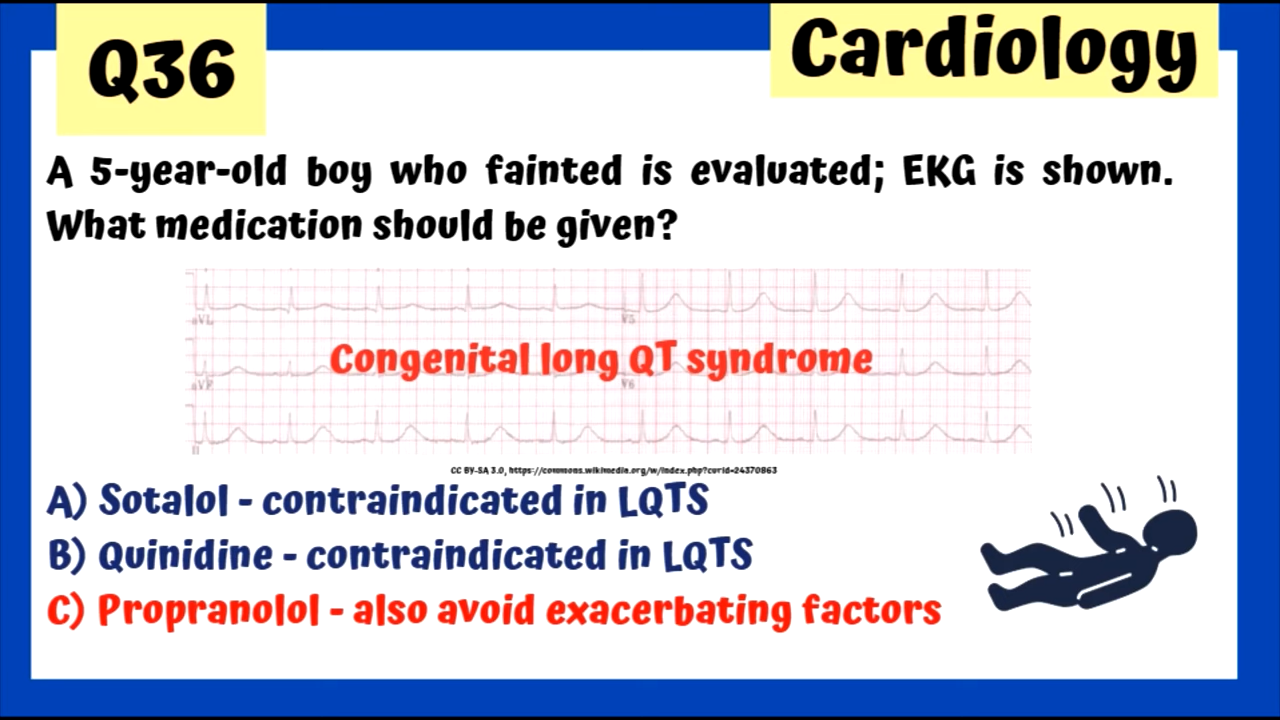 Q36
Cardiology
A 5-year-old boy who fainted is evaluated; EKG is shown.
What medication should be given?
aVL
V5
Congenital long QT syndrome
aVF
V6
II
CC BY-SA 3.0, https://commons.wikimedia.org/w/index.php?curid=24370863
A) Sotalol - contraindicated in LQTS
B) Quinidine - contraindicated in LQTS
C) Propranolol - also avoid exacerbating factors